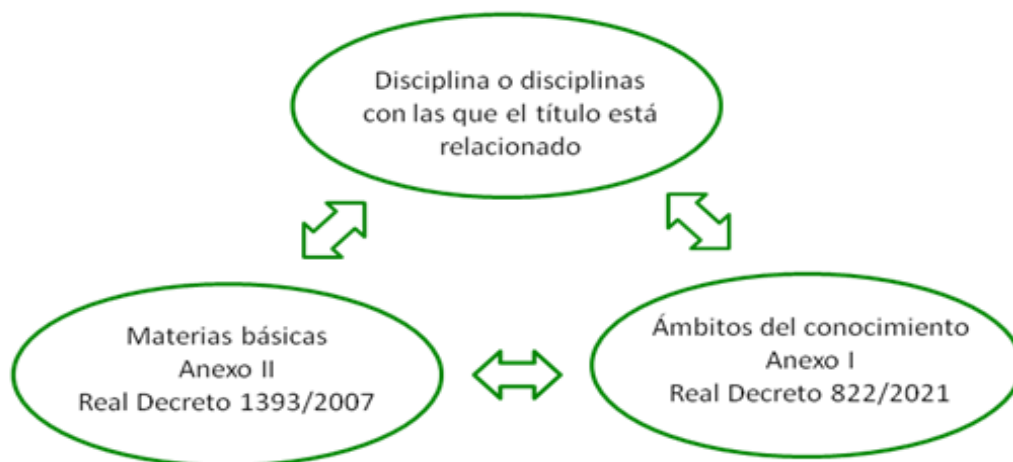 Disciplina o disciplinas
con las que el título está
relacionado
Materias básicas
Anexo II
Real Decreto 1393/2007
Ámbitos del conocimiento
Anexo I
Real Decreto 822/2021